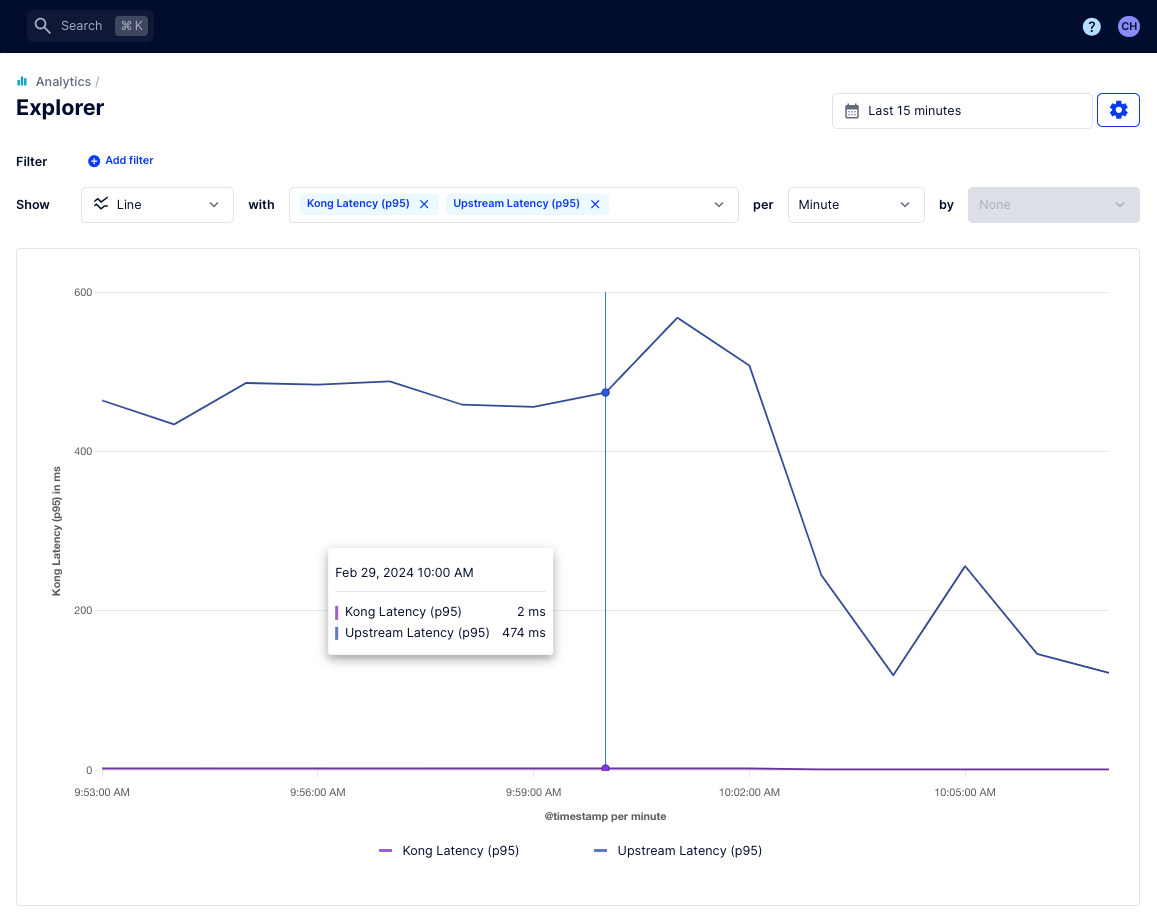 Search ⌘ K
? CH
Analytics /
Explorer
Last 15 minutes
Filter Add filter
Show Line with Kong Latency (p95) Upstream Latency (p95) per Minute by None
600
400
200
0
Kong Latency (p95) in ms
Feb 29, 2024 10:00 AM
Kong Latency (p95) 2 ms
Upstream Latency (p95) 474 ms
9:53:00 AM 9:56:00 AM 9:59:00 AM 10:02:00 AM 10:05:00 AM
@timestamp per minute
Kong Latency (p95) Upstream Latency (p95)